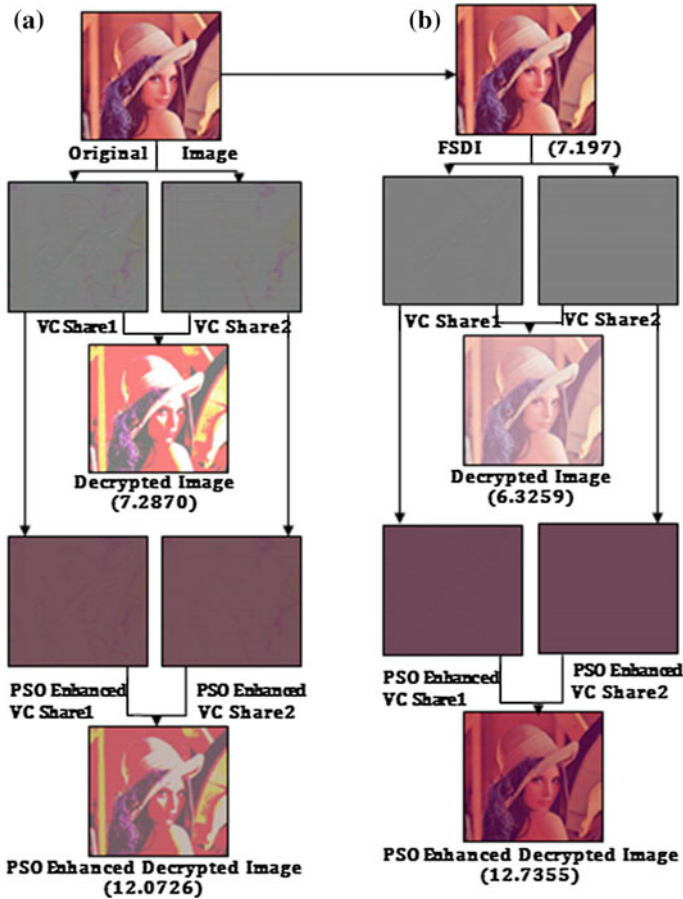 (a)
Original Image
VC Share1
VC Share2
Decrypted Image
(7.2870)
PSO Enhanced
VC Share1
PSO Enhanced
VC Share2
PSO Enhanced Decrypted Image
(12.0726)
(b)
FSDI (7.197)
VC Share1
VC Share2
Decrypted Image
(6.3259)
PSO Enhanced
VC Share1
PSO Enhanced
VC Share2
PSO Enhanced Decrypted Image
(12.7355)